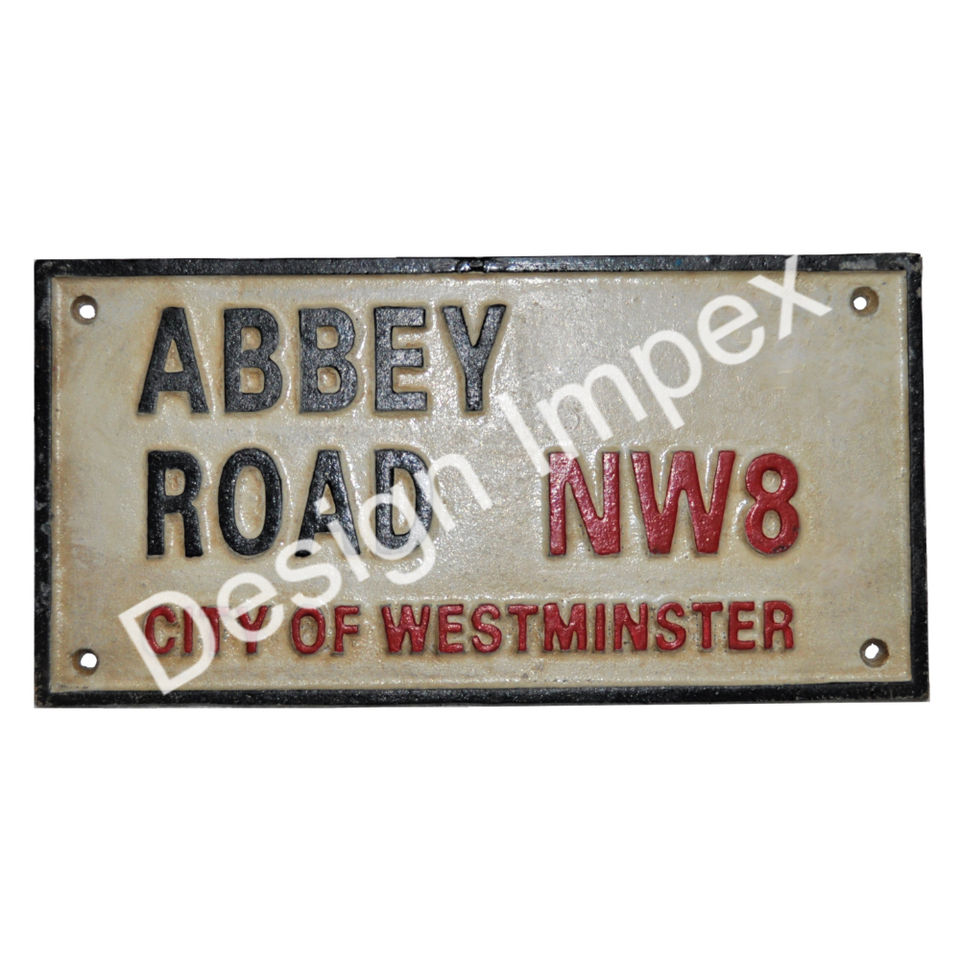 ABBEY
ROAD NW8
CITY OF WESTMINSTER
Design Impex